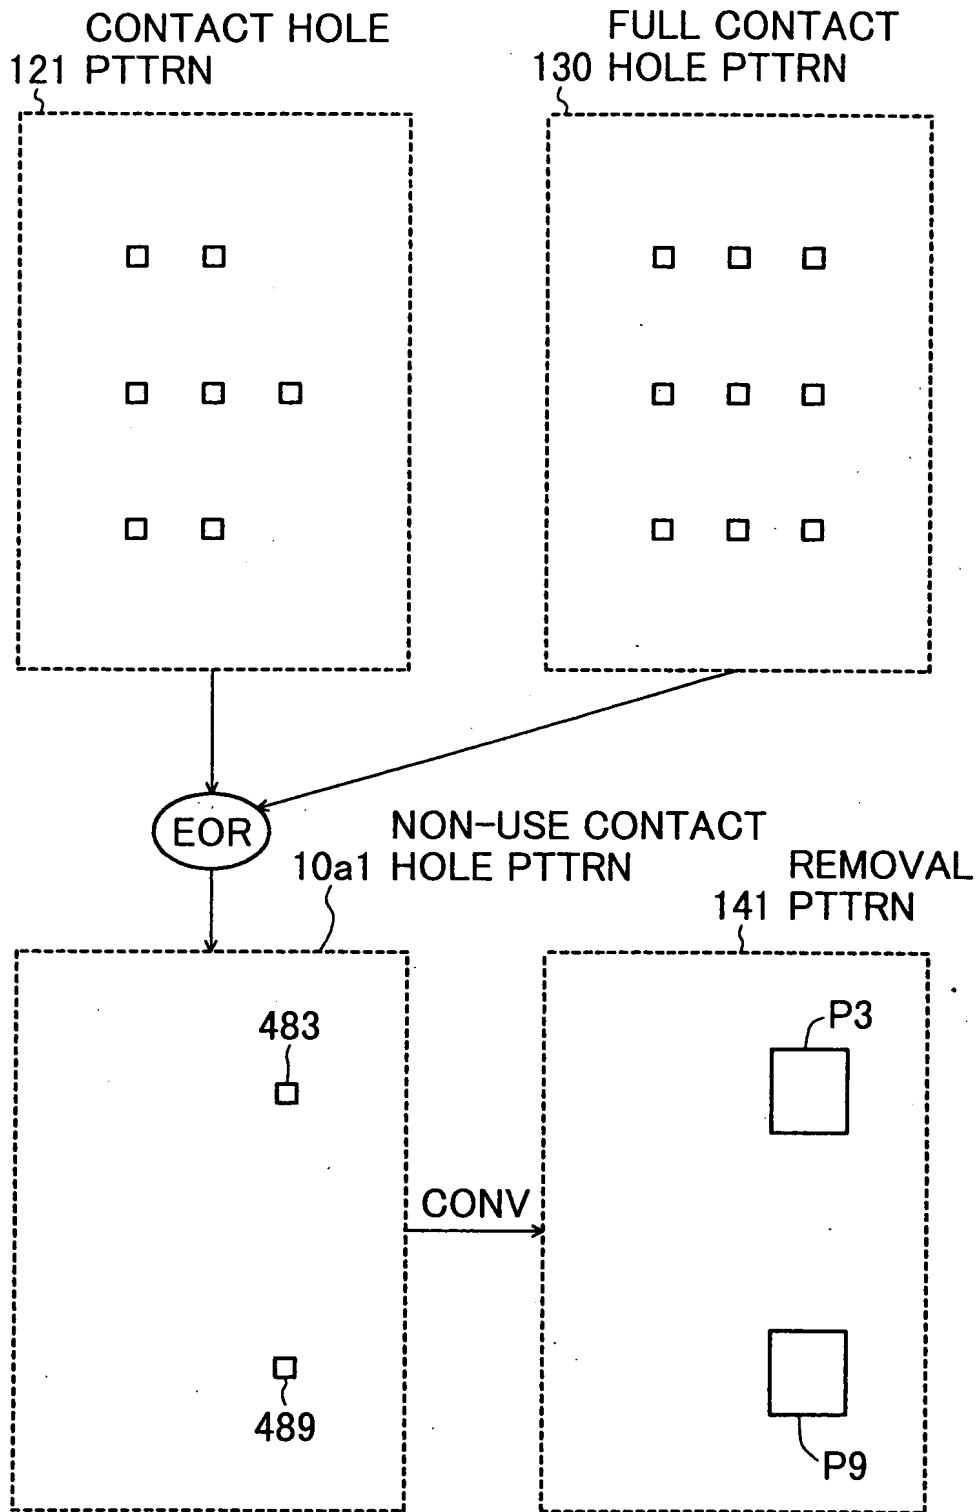 CONTACT HOLE
121 PTTRN
FULL CONTACT
130 HOLE PTTRN
EOR
NON-USE CONTACT
10a1 HOLE PTTRN
REMOVAL
141 PTTRN
483
P3
CONV
489
P9